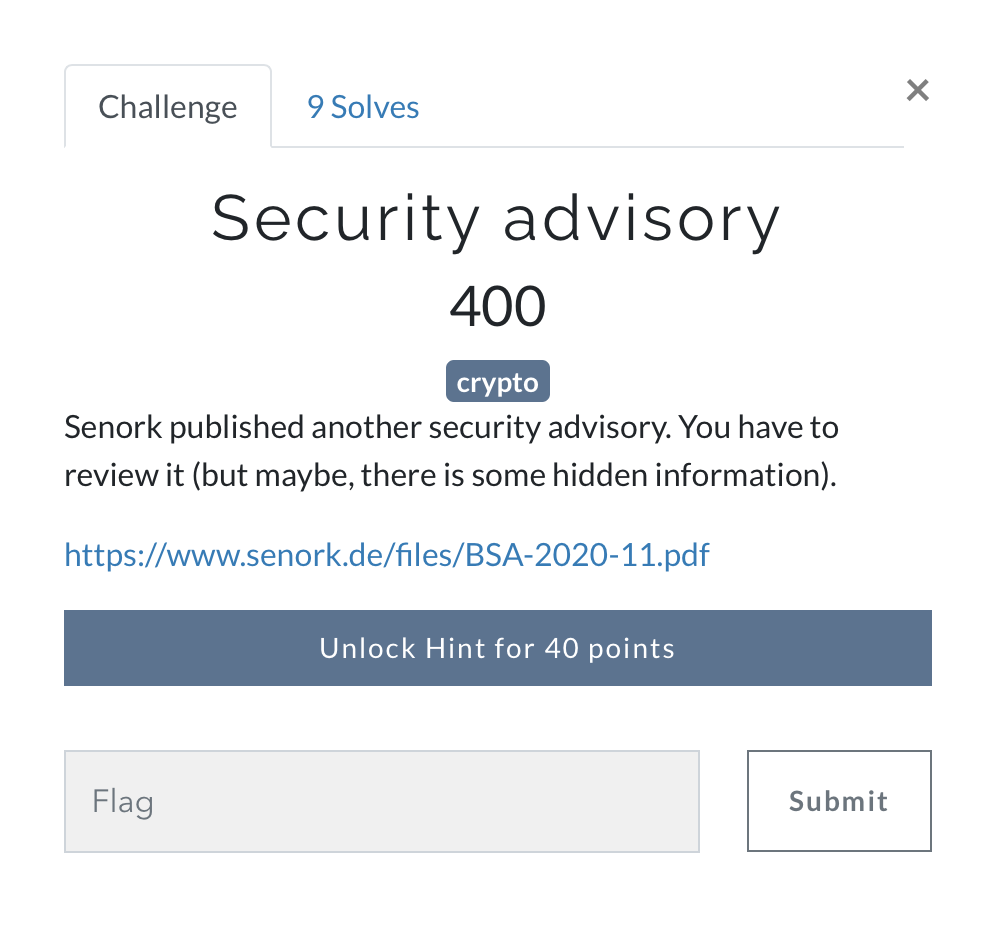 Challenge
9 Solves
×
Security advisory
400
crypto
Senork published another security advisory. You have to
review it (but maybe, there is some hidden information).
https://www.senork.de/files/BSA-2020-11.pdf
Unlock Hint for 40 points
Flag
Submit